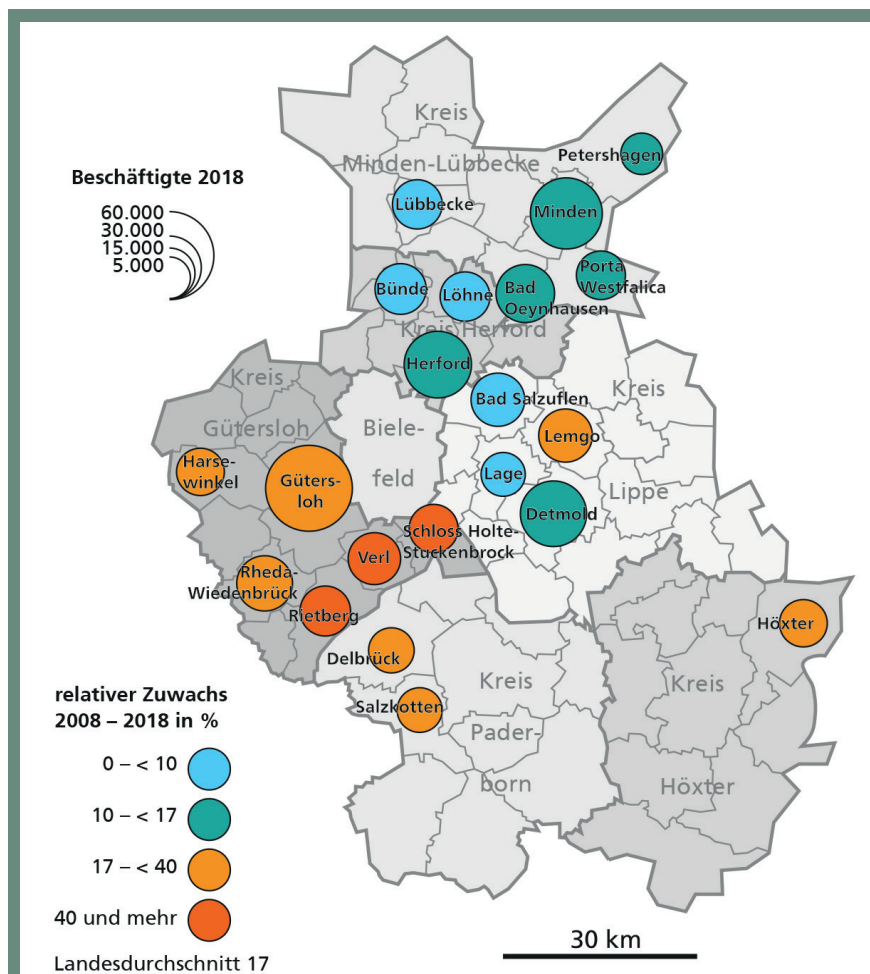 Kreis
Minden-Lübbecke
Petershagen
Beschäftigte 2018
60.000
30.000
15.000
5.000
Lübbecke
Minden
Porta
Westfalica
Bünde
Löhne
Bad
Oeynhausen
Kreis Herford
Herford
Kreis
Gütersloh
Biele-
feld
Bad Salzuflen
Kreis
Lippe
Lemgo
Harse-
winkel
Güters-
loh
Lage
Detmold
Schloss Holte-
Stuckenbrock
Verl
Rheda-
Wiedenbrück
Rietberg
Delbrück
Salzkotten
Kreis
Pader-
born
Höxter
Kreis
Höxter
relativer Zuwachs
2008 – 2018 in %
0 – < 10
10 – < 17
17 – < 40
40 und mehr
Landesdurchschnitt 17
30 km